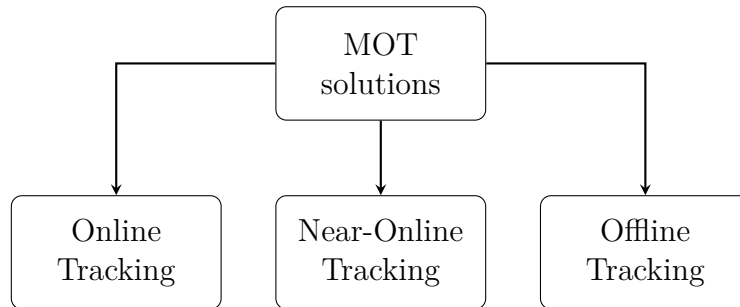 MOT
solutions
Online
Tracking
Near-Online
Tracking
Offline
Tracking